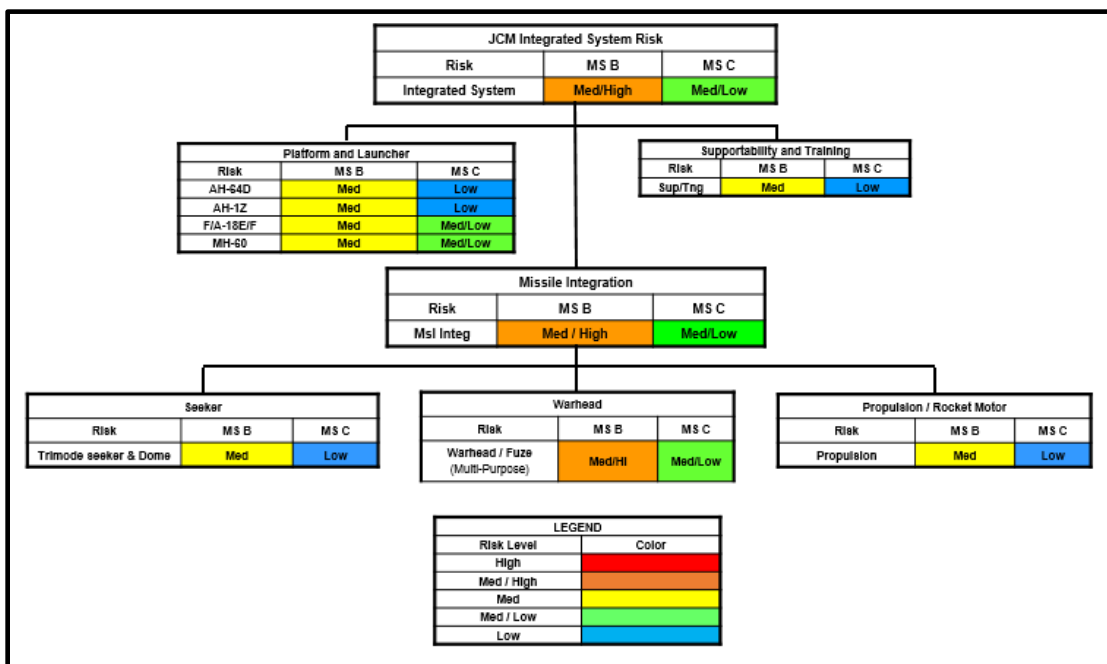 JCM Integrated System Risk
Risk MS B MS C
Integrated System Med/High Med/Low
Platform and Launcher
Risk MS B MS C
AH-64D Med Low
AH-1Z Med Low
F/A-18E/F Med Med/Low
MH-60 Med Med/Low
Supportability and Training
Risk MS B MS C
Sup/Tng Med Low
Missile Integration
Risk MS B MS C
Msl Integ Med / High Med/Low
Seeker
Risk MS B MS C
Trimode seeker & Dome Med Low
Warhead
Risk MS B MS C
Warhead / Fuze Med/HI Med/Low
(Multi-Purpose)
Propulsion / Rocket Motor
Risk MS B MS C
Propulsion Med Low
LEGEND
Risk Level Color
High
Med / High
Med
Med / Low
Low